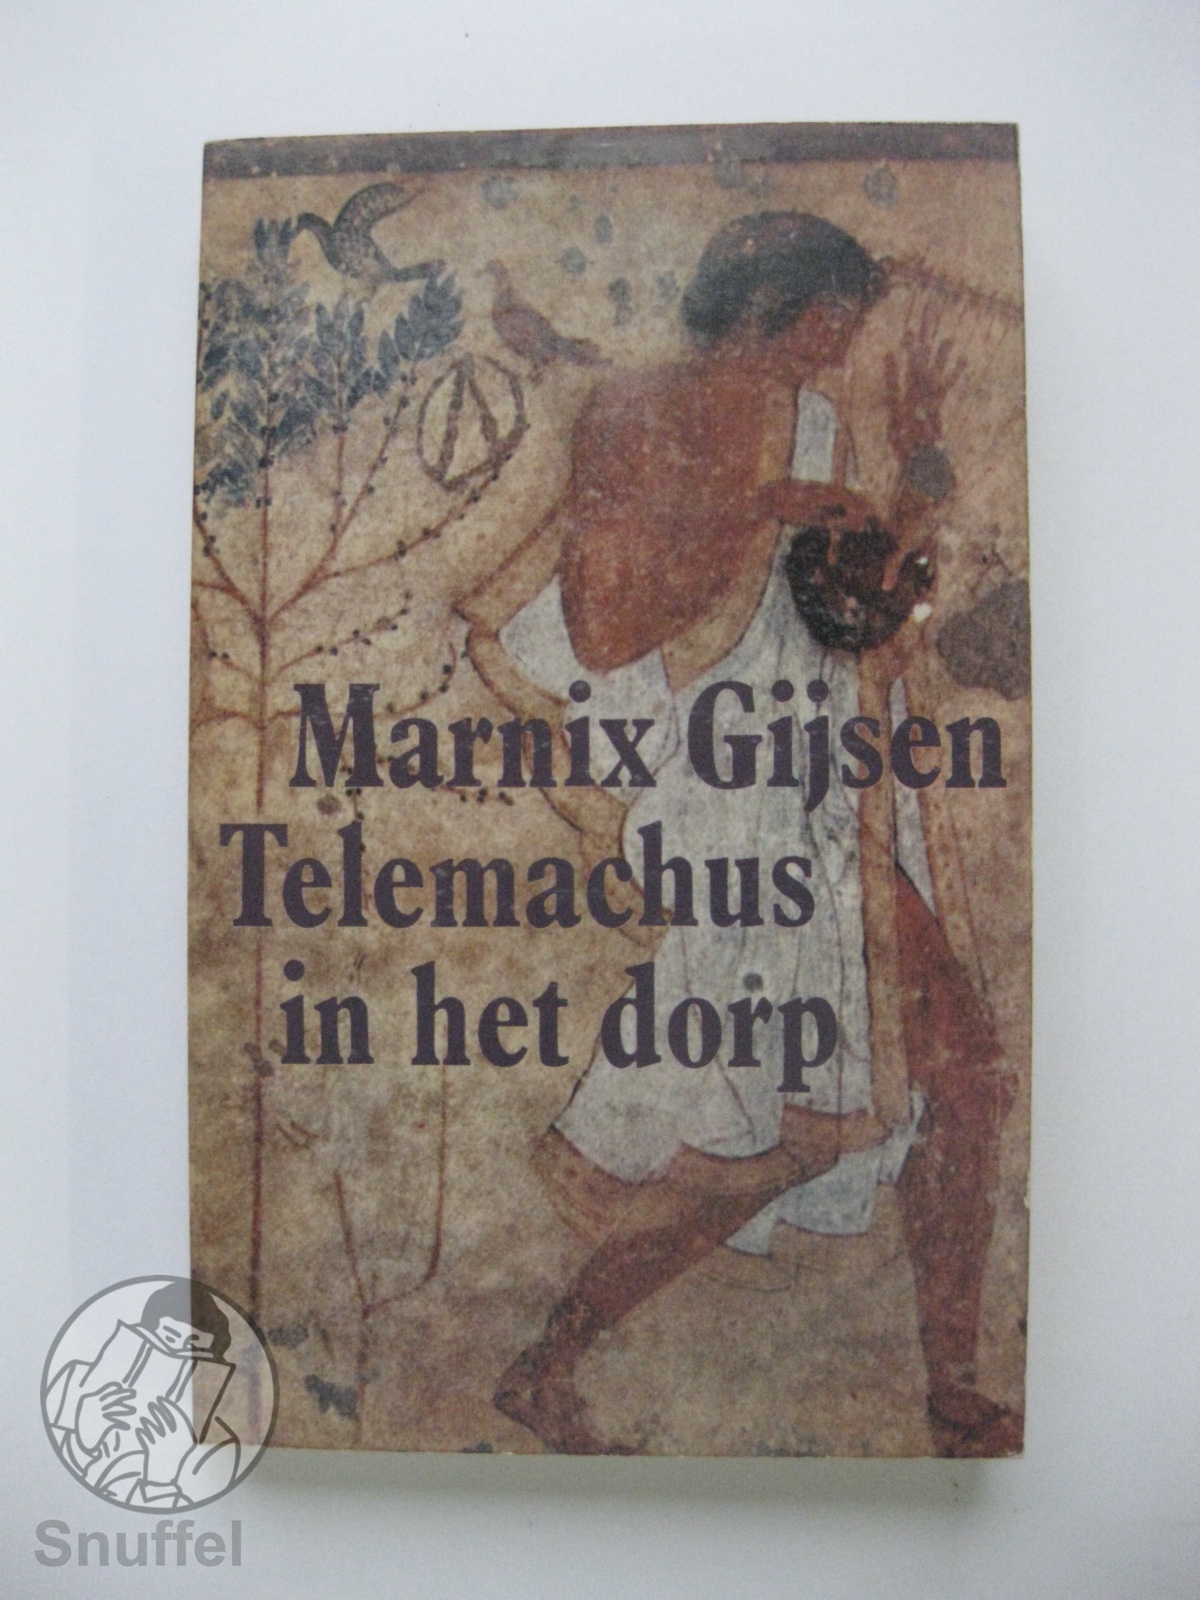 Marnix Gijsen
Telemachus
in het dorp
Snuffel